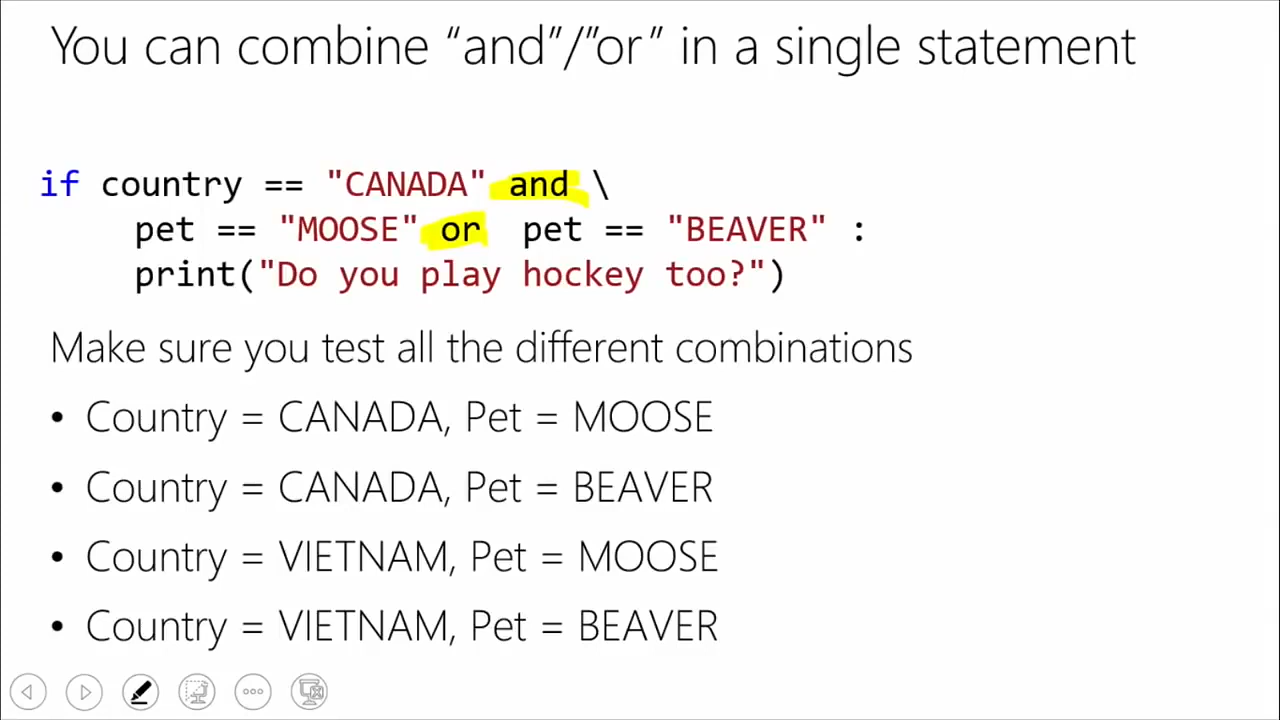 You can combine “and”/”or” in a single statement
if country == "CANADA" and \
pet == "MOOSE" or pet == "BEAVER" :
print("Do you play hockey too?")
Make sure you test all the different combinations
• Country = CANADA, Pet = MOOSE
• Country = CANADA, Pet = BEAVER
• Country = VIETNAM, Pet = MOOSE
• Country = VIETNAM, Pet = BEAVER